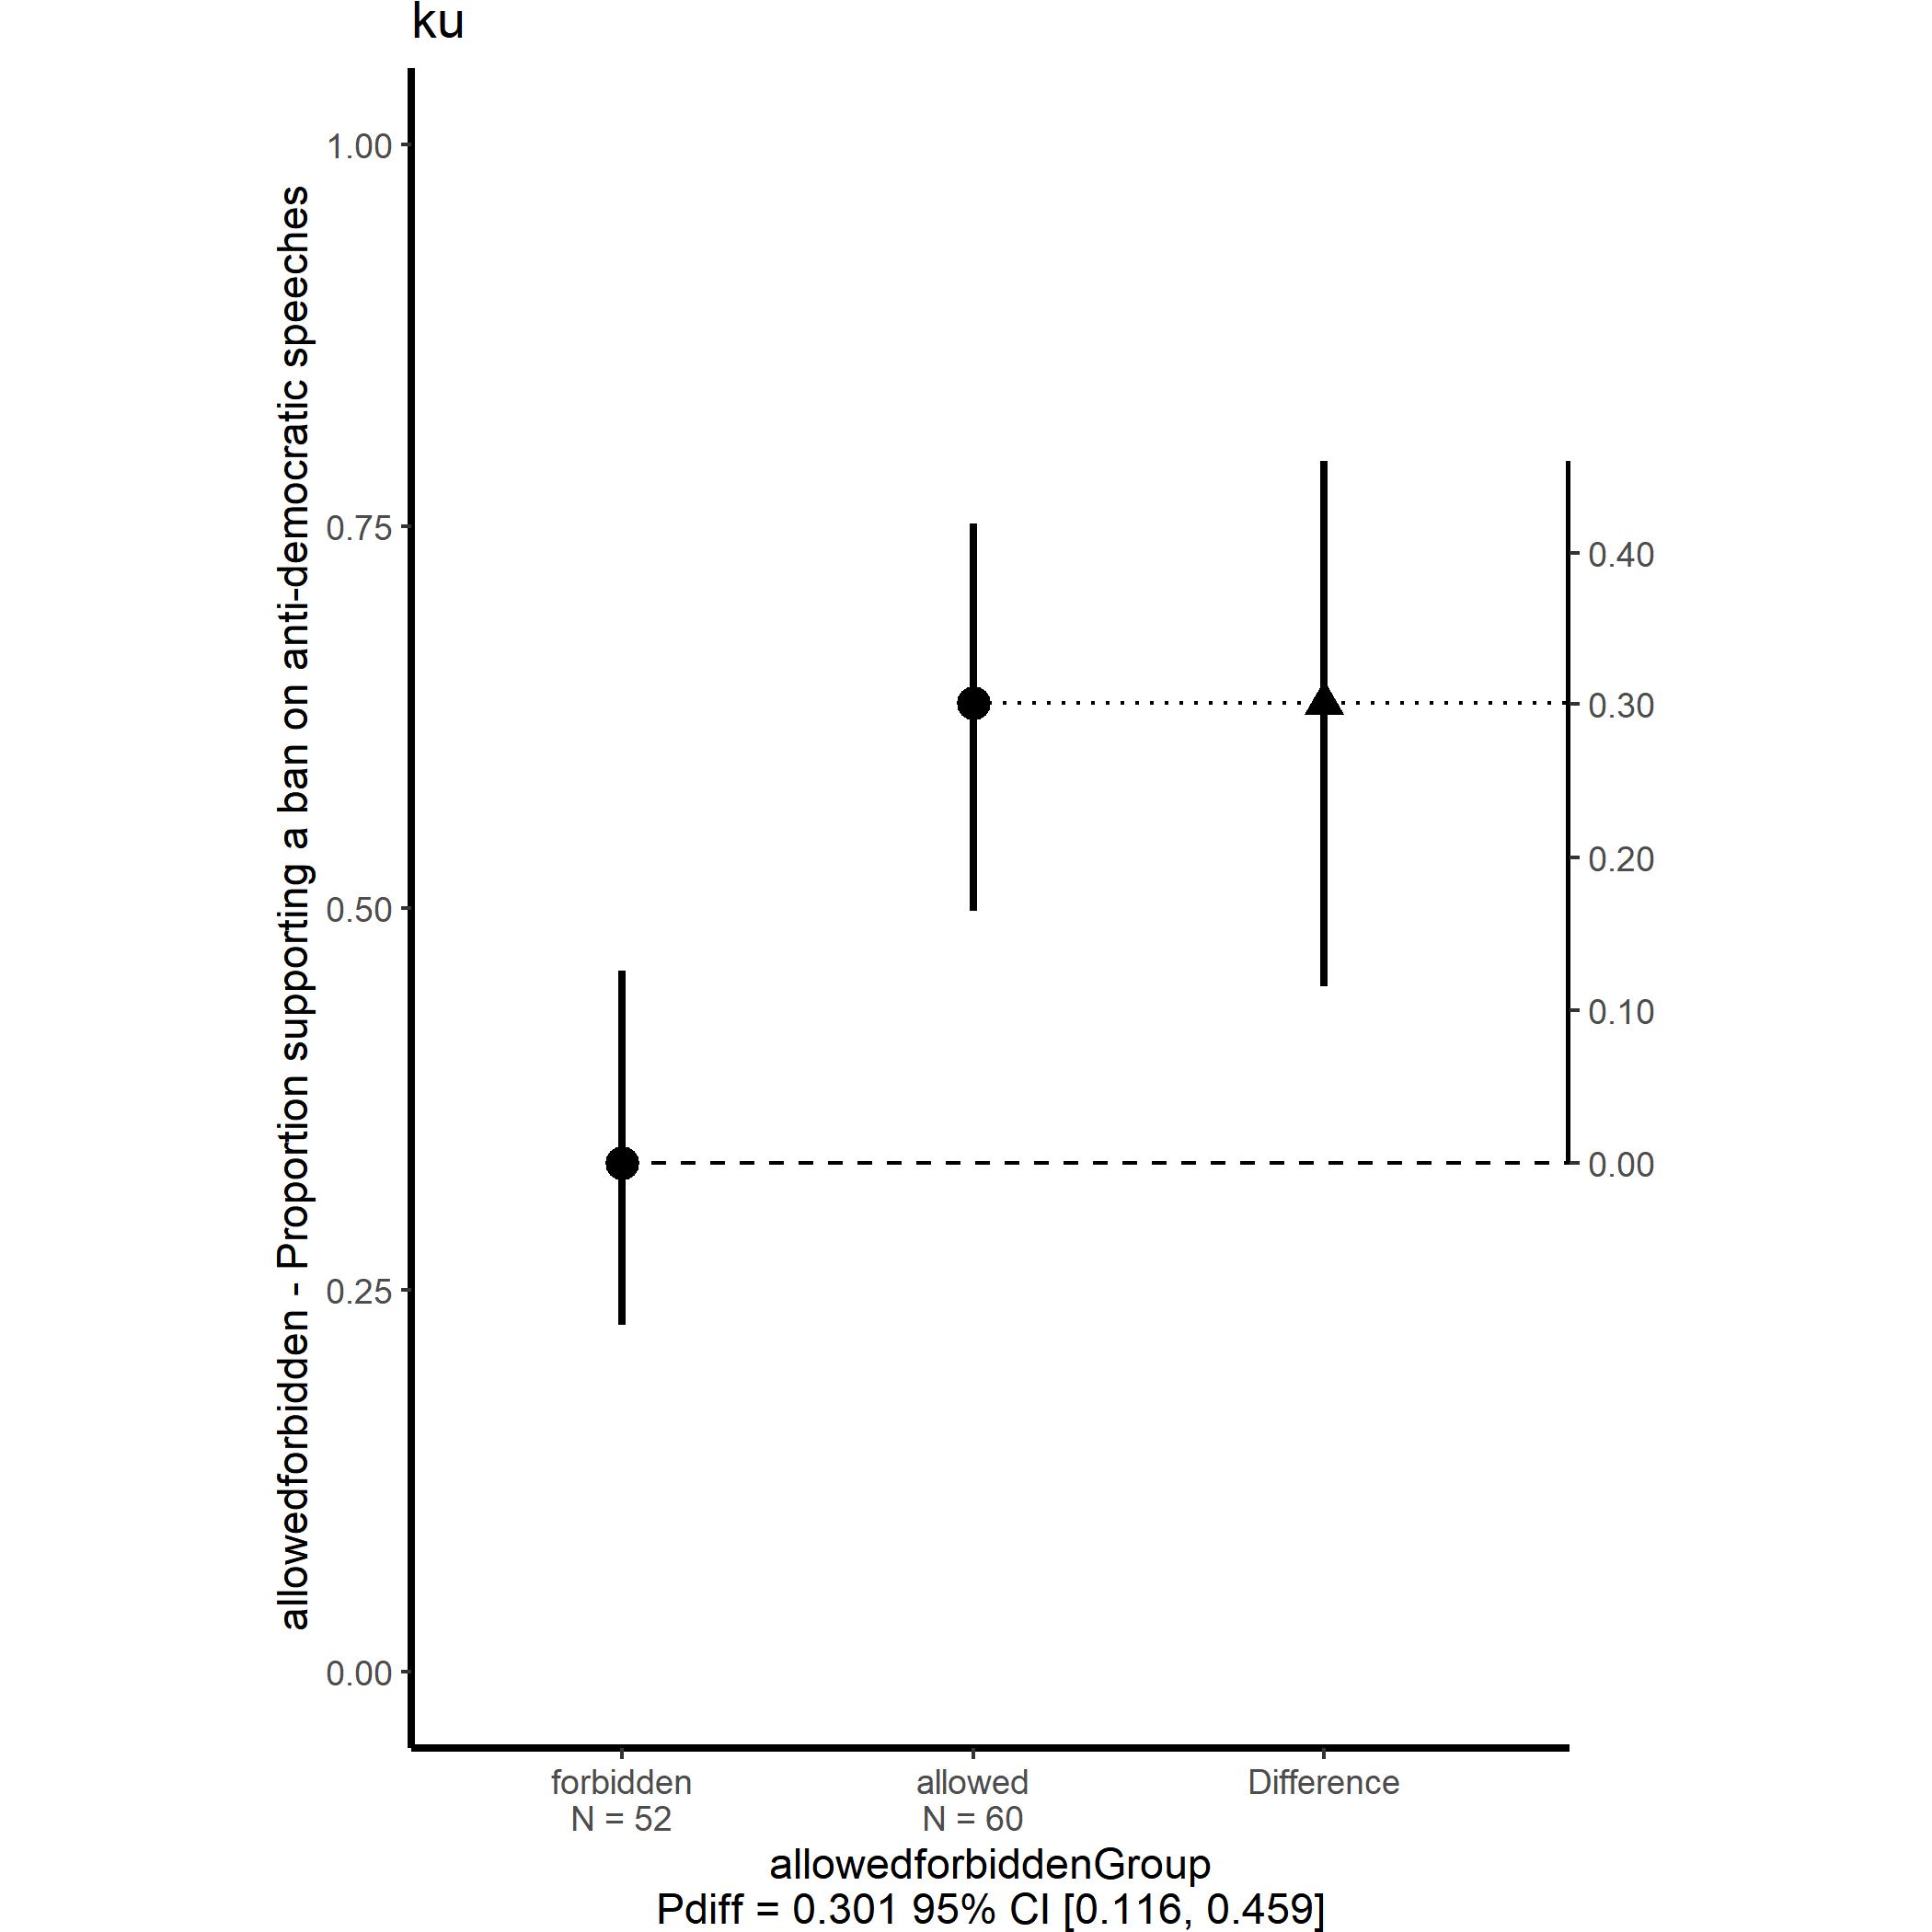 ku
allowedforbidden - Proportion supporting a ban on anti-democratic speeches
1.00
0.75
0.50
0.25
0.00
0.40
0.30
0.20
0.10
0.00
forbidden
N = 52
allowed
N = 60
Difference
allowedforbiddenGroup
Pdiff = 0.301 95% CI [0.116, 0.459]